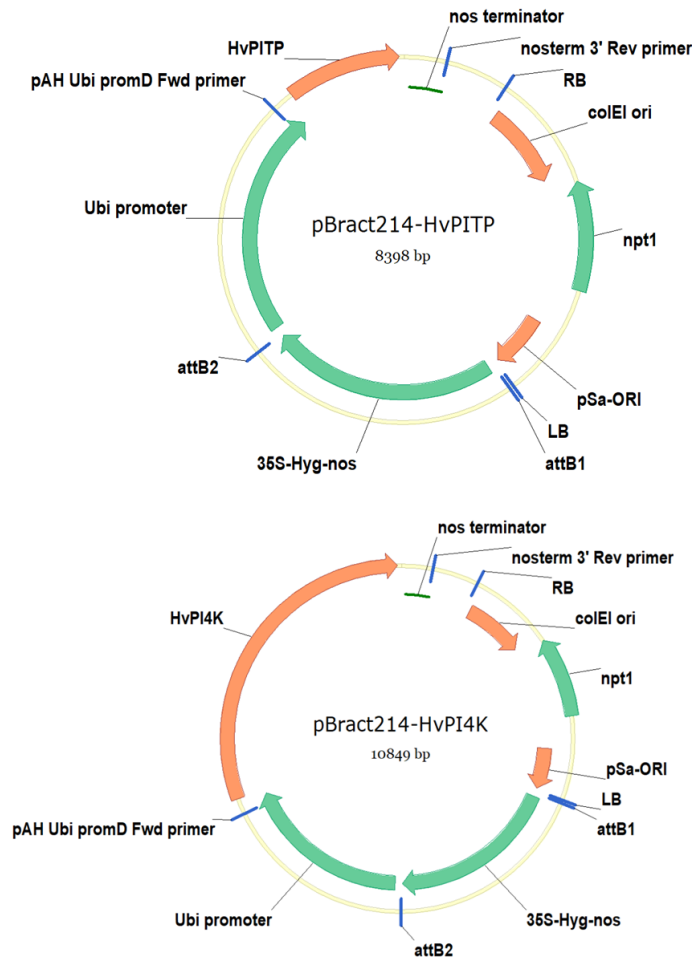 nos terminator
HvPITP
nosterm 3' Rev primer
pAH Ubi promD Fwd primer
RB
colEI ori
Ubi promoter
pBract214-HvPITP
8398 bp
npt1
attB2
pSa-ORI
LB
35S-Hyg-nos
attB1
nos terminator
nosterm 3' Rev primer
RB
HvPI4K
colEI ori
npt1
pBract214-HvPI4K
10849 bp
pSa-ORI
LB
pAH Ubi promD Fwd primer
attB1
Ubi promoter
35S-Hyg-nos
attB2